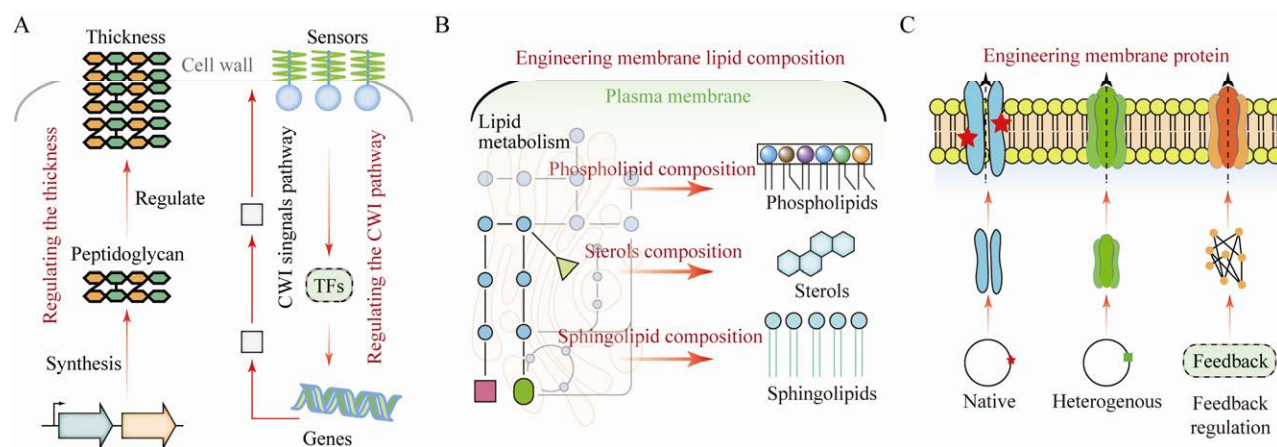 A
Thickness
Sensors
Cell wall
Regulating the thickness
Regulate
Peptidoglycan
Synthesis
CWI singnals pathway
TFs
Regulating the CWI pathway
Genes
B
Engineering membrane lipid composition
Plasma membrane
Lipid
metabolism
Phospholipid composition
Phospholipids
Sterols composition
Sterols
Sphingolipid composition
Sphingolipids
C
Engineering membrane protein
Native
Heterogenous
Feedback
Feedback
regulation